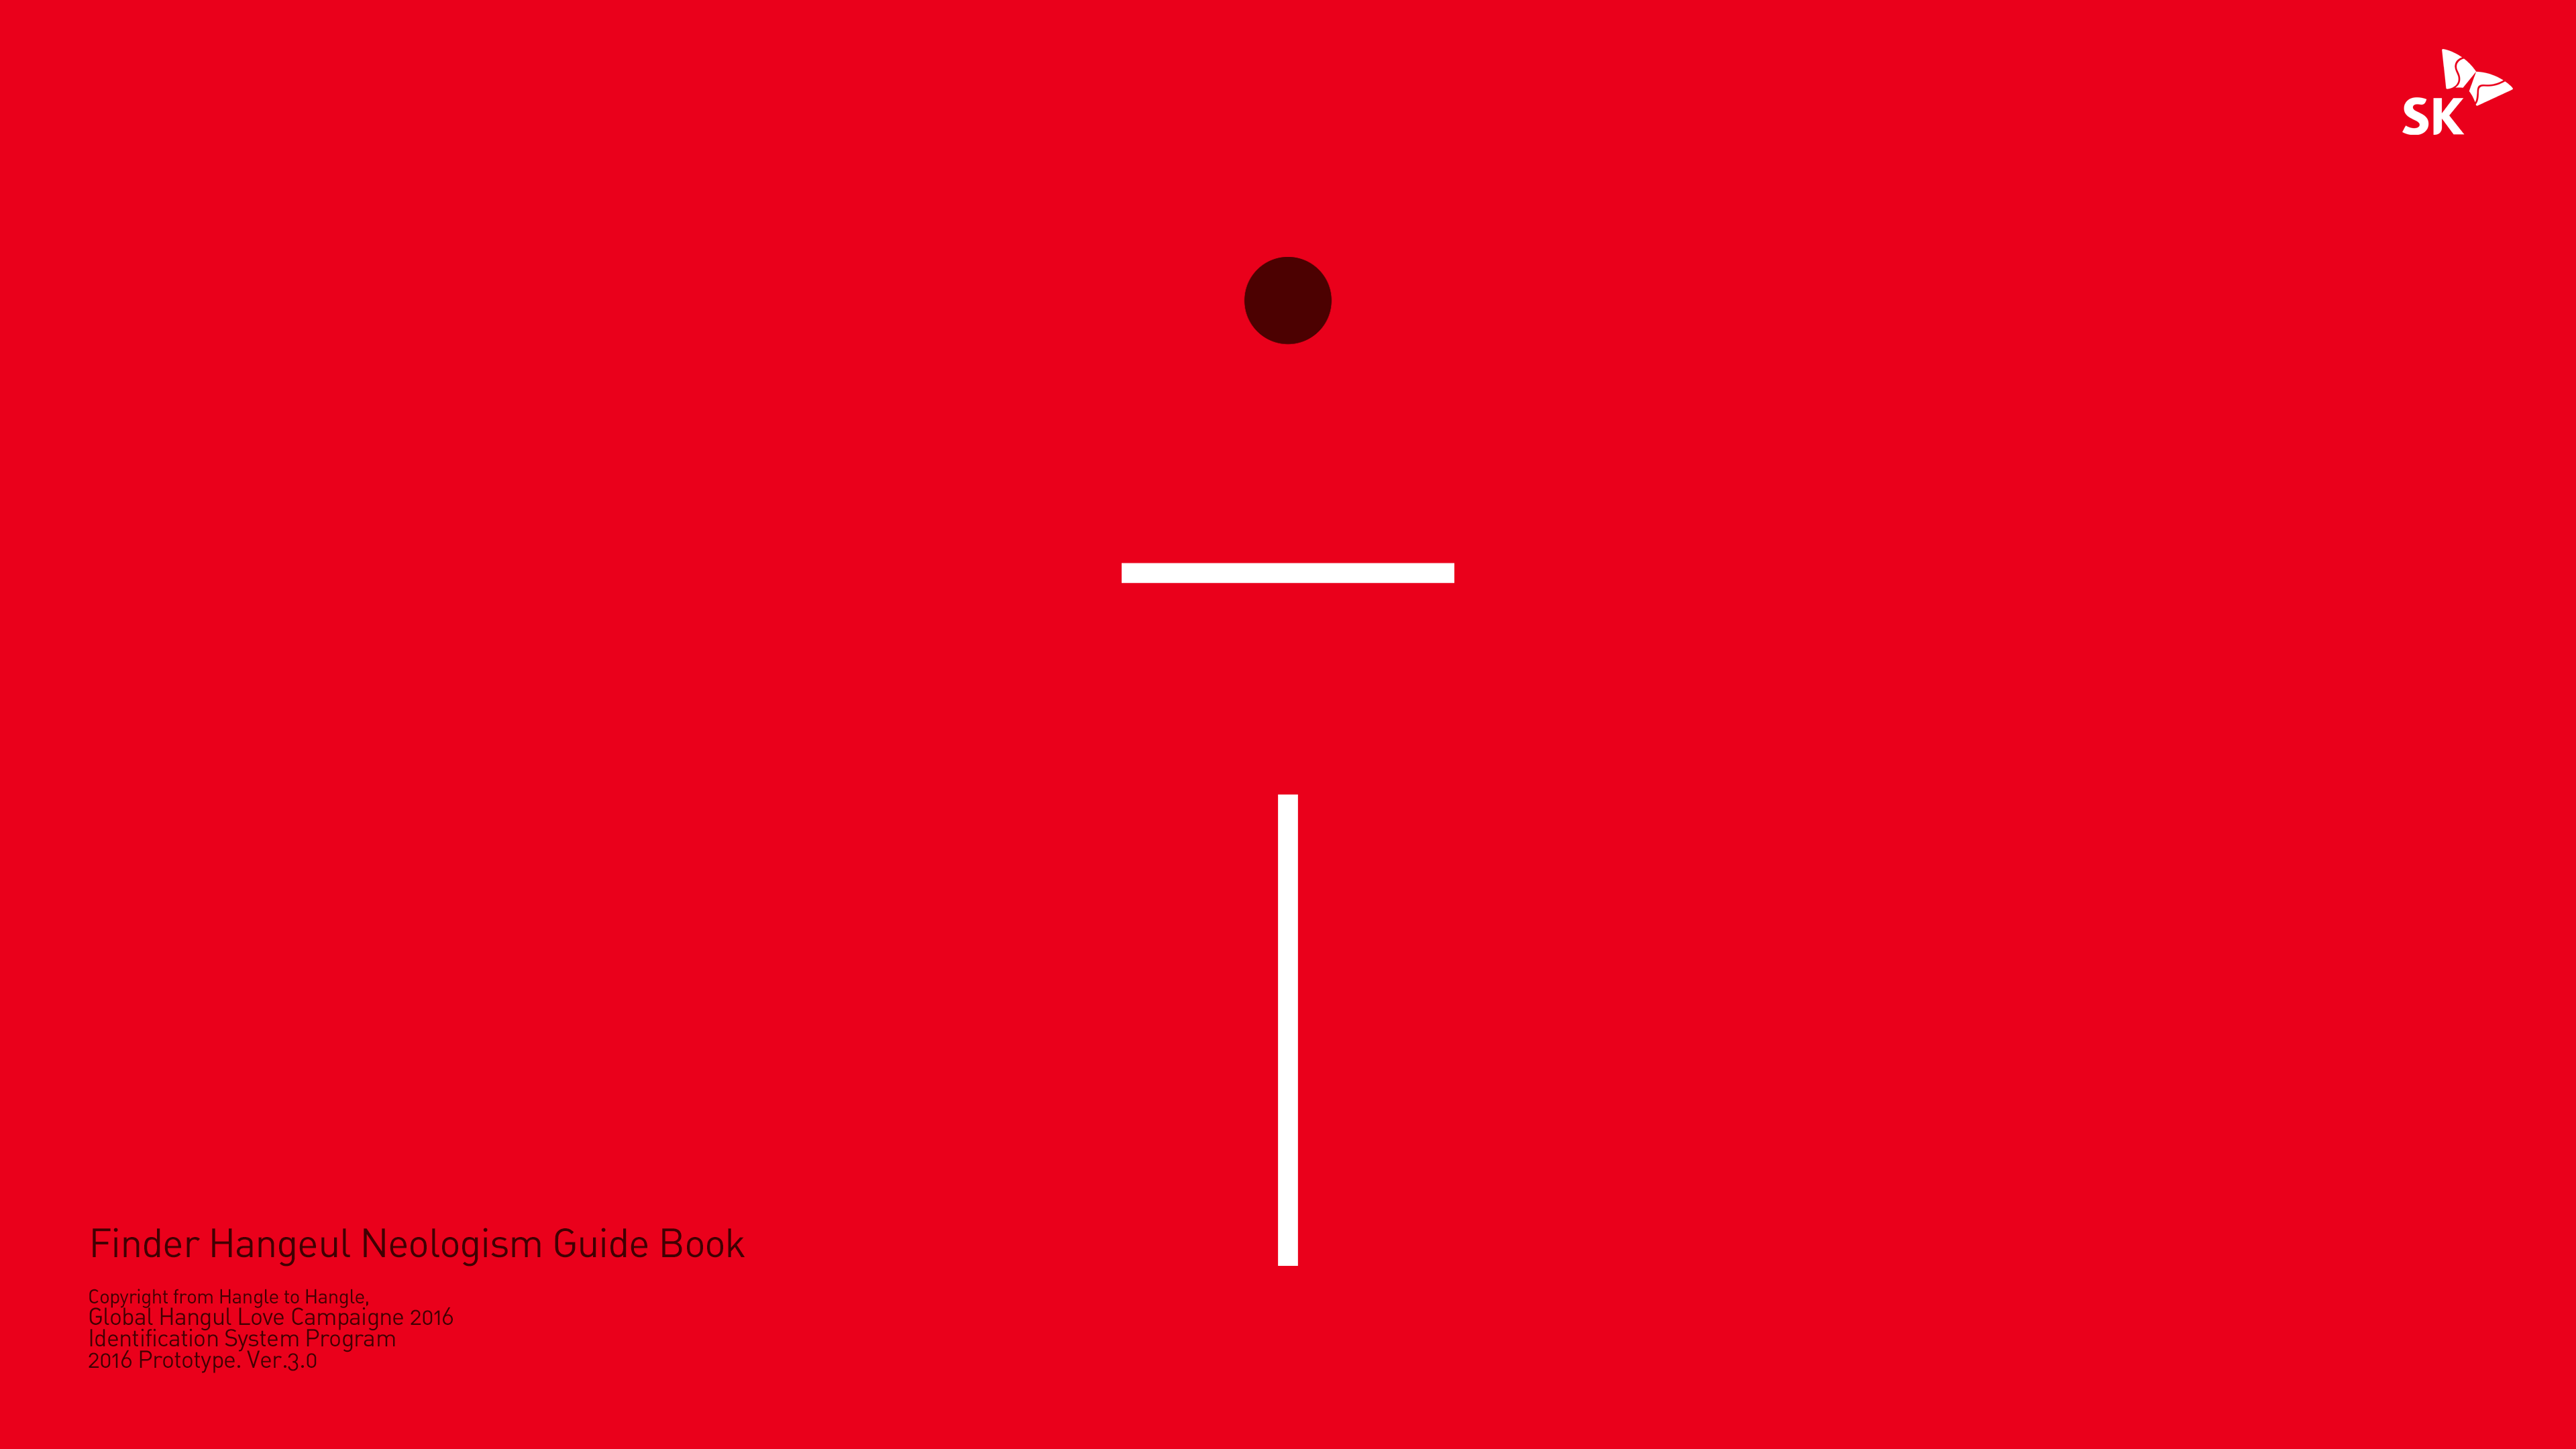 SK
Finder Hangeul Neologism Guide Book
Copyright from Hangle to Hangle,
Global Hangul Love Campaigne 2016
Identification System Program
2016 Prototype. Ver.3.0